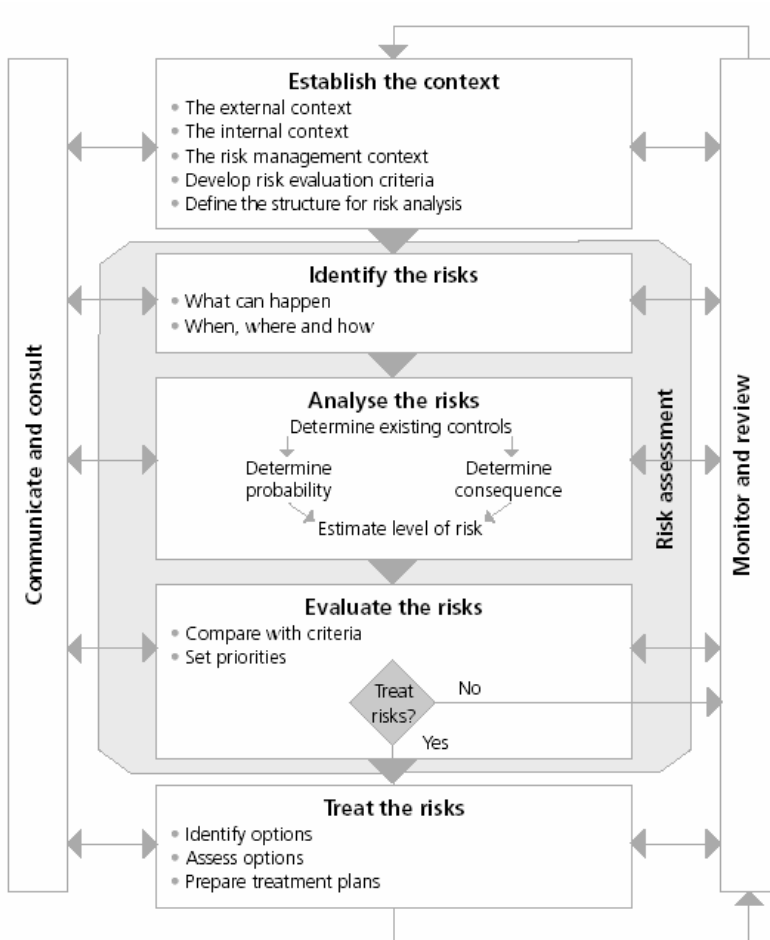 Establish the context
• The external context
• The internal context
• The risk management context
• Develop risk evaluation criteria
• Define the structure for risk analysis
Identify the risks
• What can happen
• When, where and how
Analyse the risks
Determine existing controls
Determine
probability
Determine
consequence
Estimate level of risk
Evaluate the risks
• Compare with criteria
• Set priorities
Treat
risks?
No
Yes
Treat the risks
• Identify options
• Assess options
• Prepare treatment plans
Communicate and consult
Risk assessment
Monitor and review